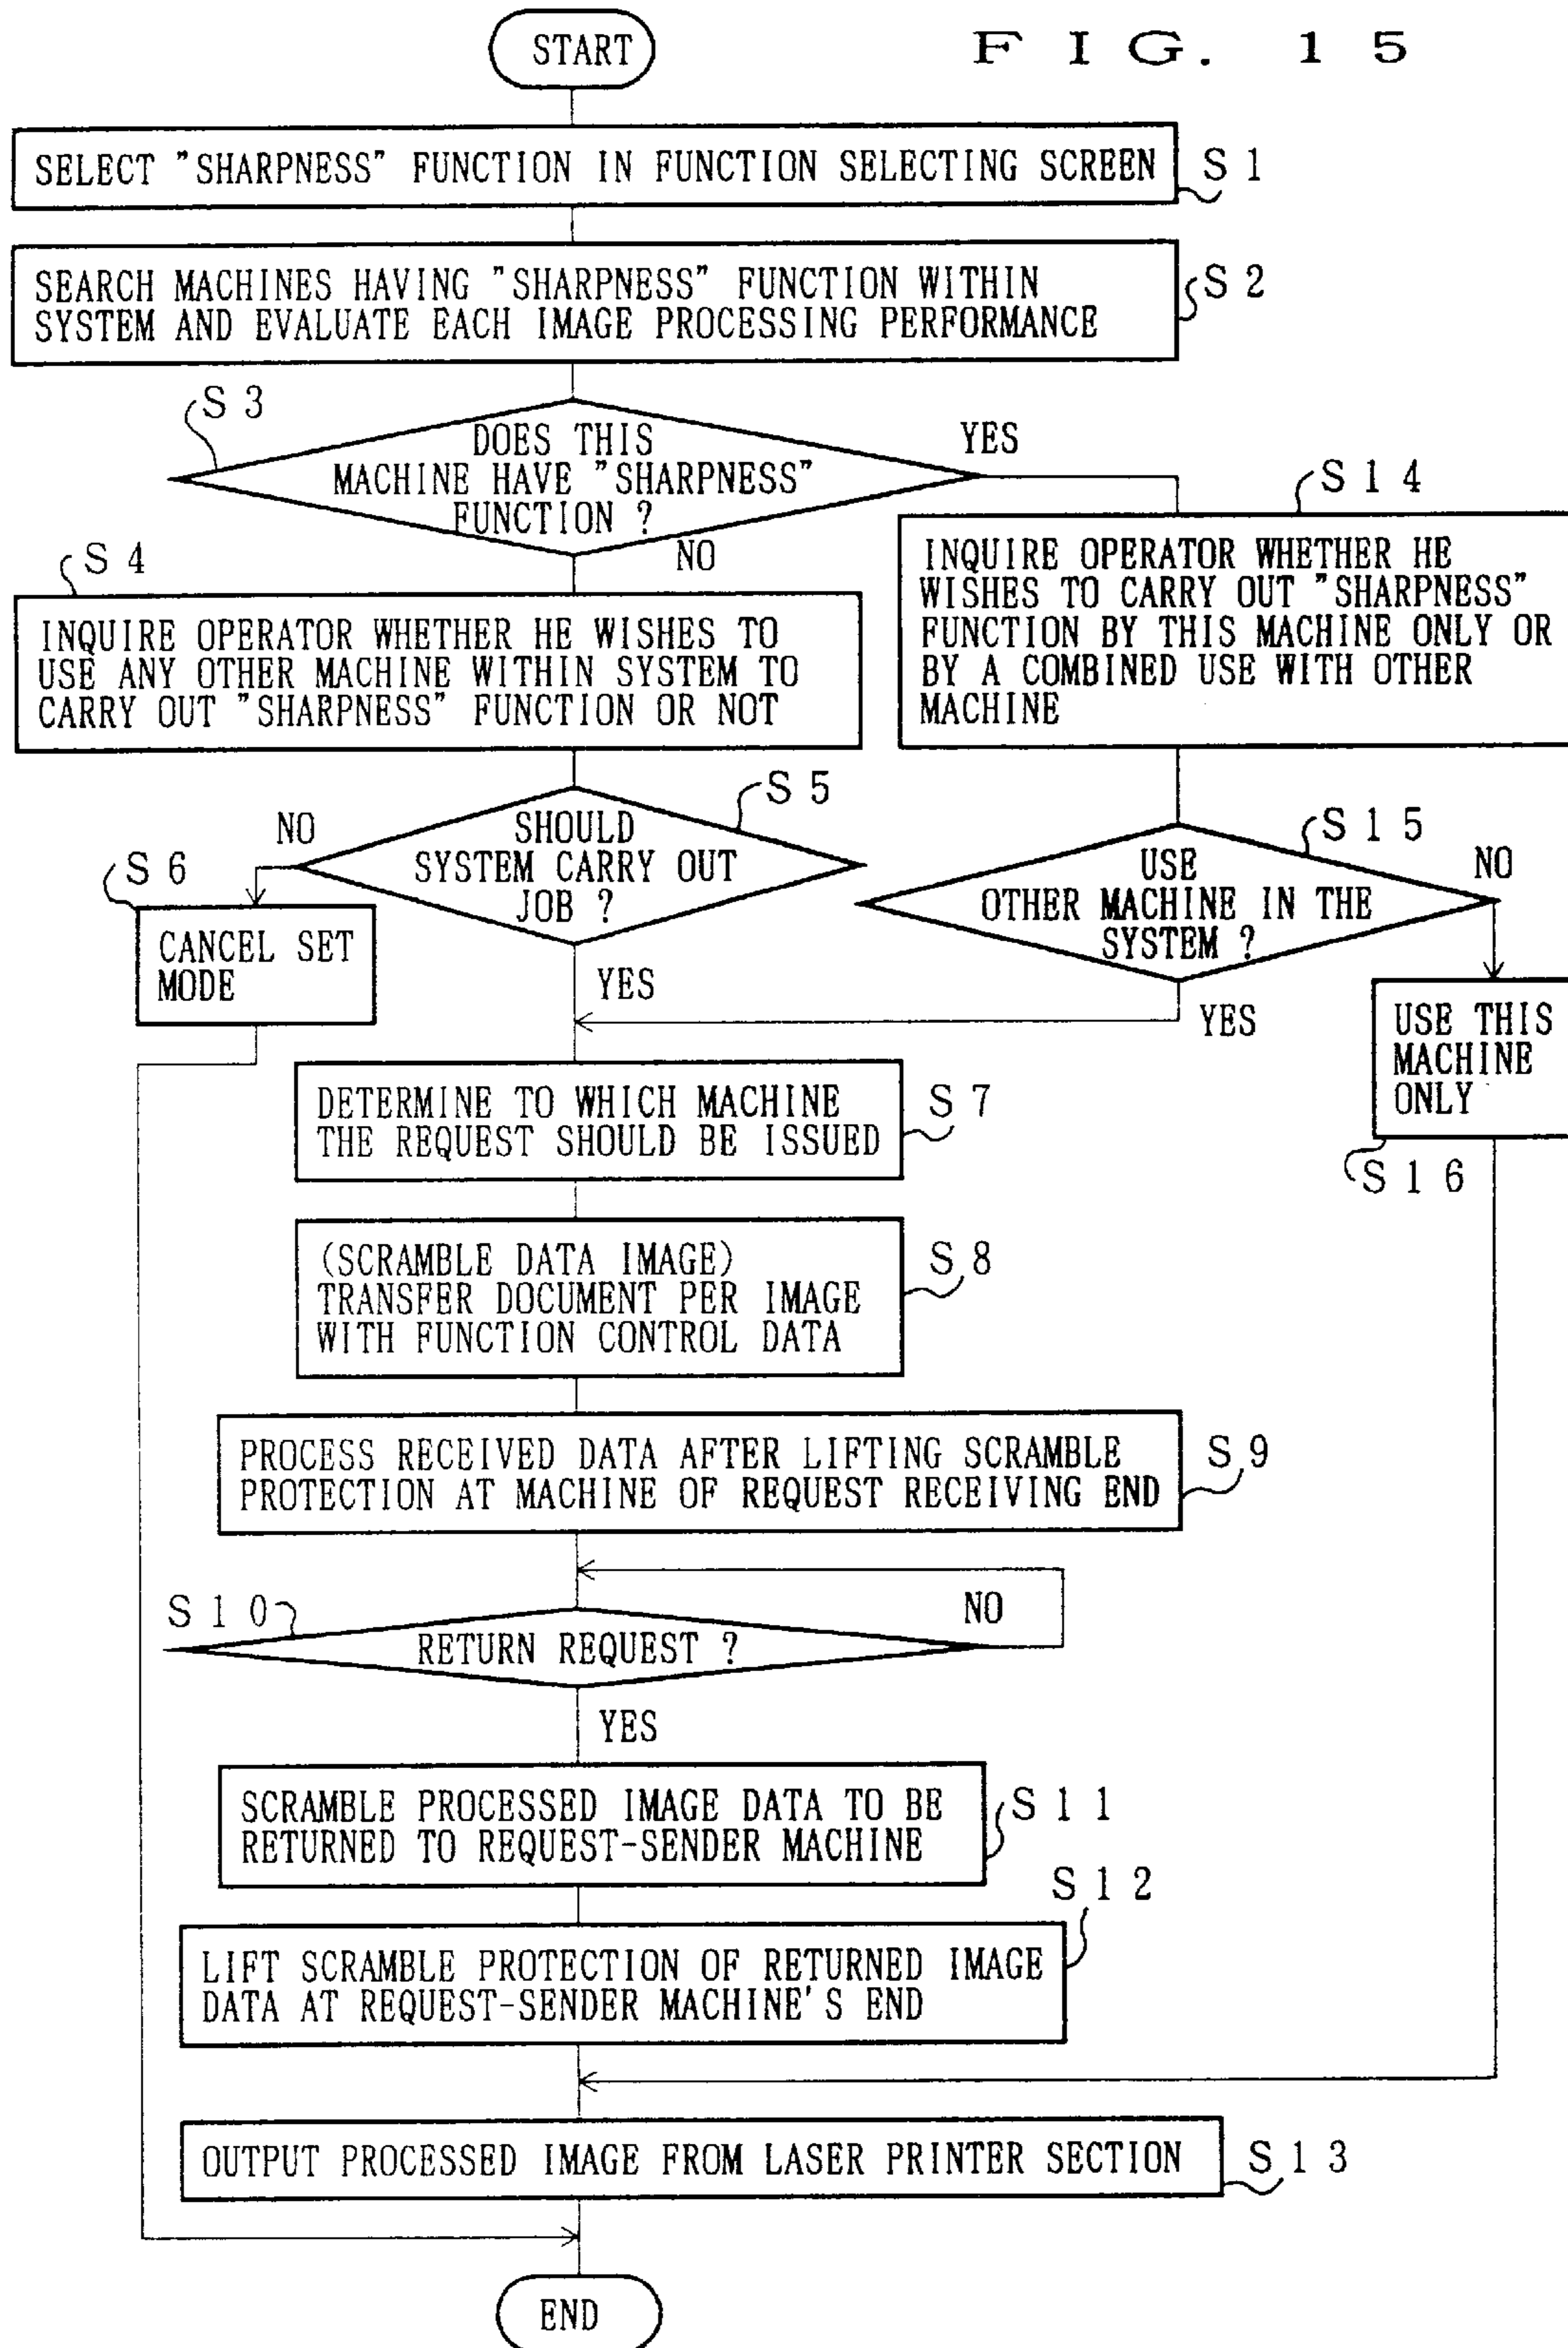 F I G. 1 5
START
SELECT "SHARPNESS" FUNCTION IN FUNCTION SELECTING SCREEN
S 1
SEARCH MACHINES HAVING "SHARPNESS" FUNCTION WITHIN
SYSTEM AND EVALUATE EACH IMAGE PROCESSING PERFORMANCE
S 2
S 3
DOES THIS
MACHINE HAVE "SHARPNESS"
FUNCTION ?
YES
NO
S 4
INQUIRE OPERATOR WHETHER HE WISHES TO
USE ANY OTHER MACHINE WITHIN SYSTEM TO
CARRY OUT "SHARPNESS" FUNCTION OR NOT
S 1 4
INQUIRE OPERATOR WHETHER HE
WISHES TO CARRY OUT "SHARPNESS"
FUNCTION BY THIS MACHINE ONLY OR
BY A COMBINED USE WITH OTHER
MACHINE
S 5
SHOULD
SYSTEM CARRY OUT
JOB ?
NO
YES
S 6
CANCEL SET
MODE
S 1 5
USE
OTHER MACHINE IN THE
SYSTEM ?
NO
YES
USE THIS
MACHINE
ONLY
S 1 6
DETERMINE TO WHICH MACHINE
THE REQUEST SHOULD BE ISSUED
S 7
(SCRAMBLE DATA IMAGE)
TRANSFER DOCUMENT PER IMAGE
WITH FUNCTION CONTROL DATA
S 8
PROCESS RECEIVED DATA AFTER LIFTING SCRAMBLE
PROTECTION AT MACHINE OF REQUEST RECEIVING END
S 9
S 1 0
RETURN REQUEST ?
NO
YES
SCRAMBLE PROCESSED IMAGE DATA TO BE
RETURNED TO REQUEST-SENDER MACHINE
S 1 1
S 1 2
LIFT SCRAMBLE PROTECTION OF RETURNED IMAGE
DATA AT REQUEST-SENDER MACHINE'S END
OUTPUT PROCESSED IMAGE FROM LASER PRINTER SECTION
S 1 3
END